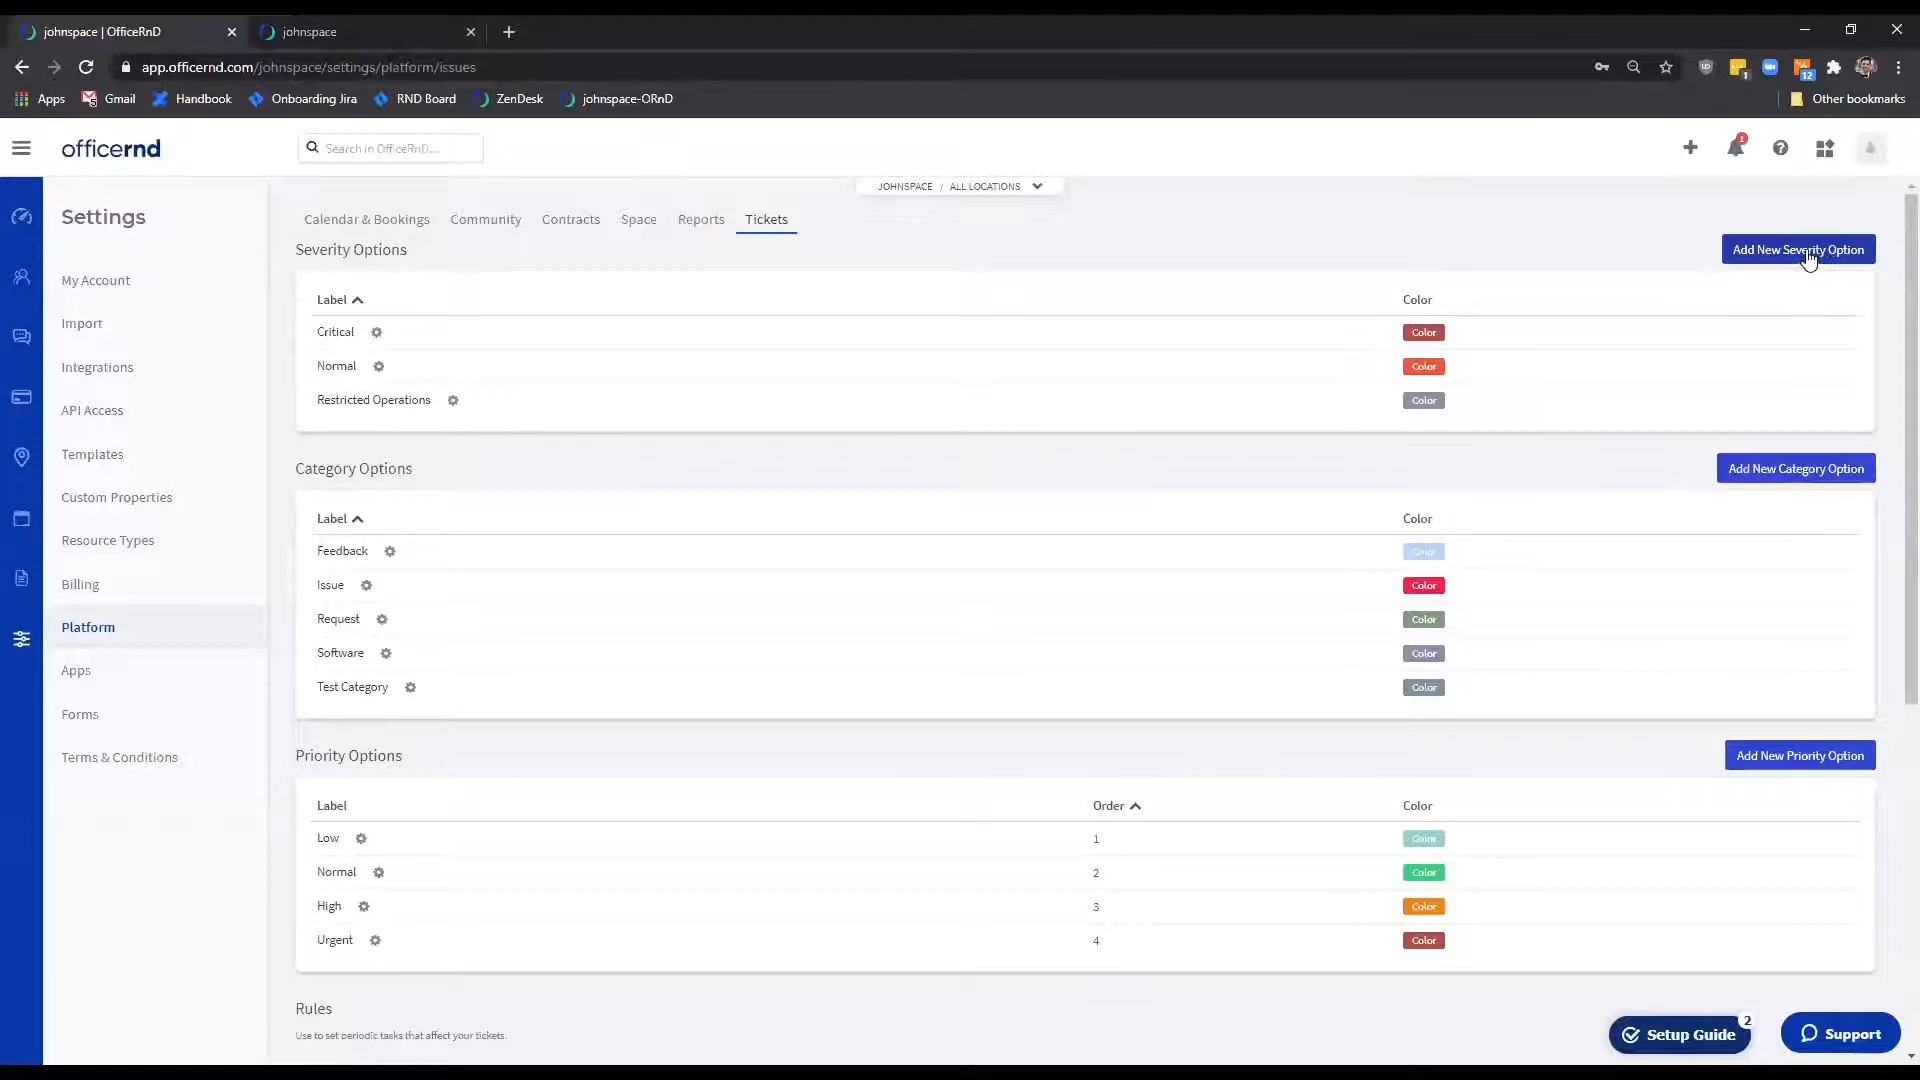 johnspace | OfficeRnD
johnspace
app.officernd.com/johnspace/settings/platform/issues
1
12
Apps
Gmail
Handbook
Onboarding Jira
RND Board
ZenDesk
johnspace-ORnD
Other bookmarks
officernd
Search in OfficeRnD....
1
JOHNSPACE / ALL LOCATIONS
Settings
My Account
Import
Integrations
API Access
Templates
Custom Properties
Resource Types
Billing
Platform
Apps
Forms
Terms & Conditions
Calendar & Bookings
Community
Contracts
Space
Reports
Tickets
Severity Options
Add New Severity Option
Label
Color
Critical
Color
Normal
Color
Restricted Operations
Color
Category Options
Add New Category Option
Label
Color
Feedback
Color
Issue
Color
Request
Color
Software
Color
Test Category
Color
Priority Options
Add New Priority Option
Label
Order
Color
Low
1
Color
Normal
2
Color
High
3
Color
Urgent
4
Color
Rules
Use to set periodic tasks that affect your tickets.
Setup Guide
2
Support